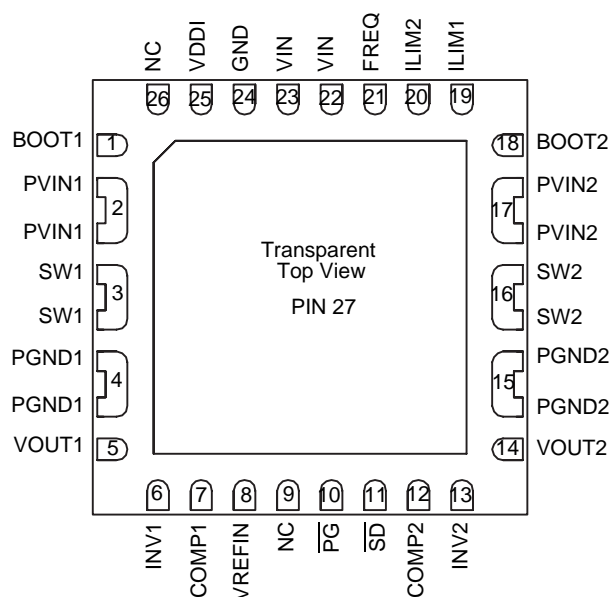 NC
VDDI
GND
VIN
VIN
FREQ
ILIM2
ILIM1
26
25
24
23
22
21
20
19
BOOT1
1
18
BOOT2
PVIN1
PVIN2
2
17
PVIN1
PVIN2
Transparent
Top View
SW1
SW2
3
16
PIN 27
SW1
SW2
PGND1
PGND2
4
15
PGND1
PGND2
VOUT1
5
14
VOUT2
6
7
8
9
10
11
12
13
INV1
COMP1
VREFIN
NC
PG
SD
COMP2
INV2